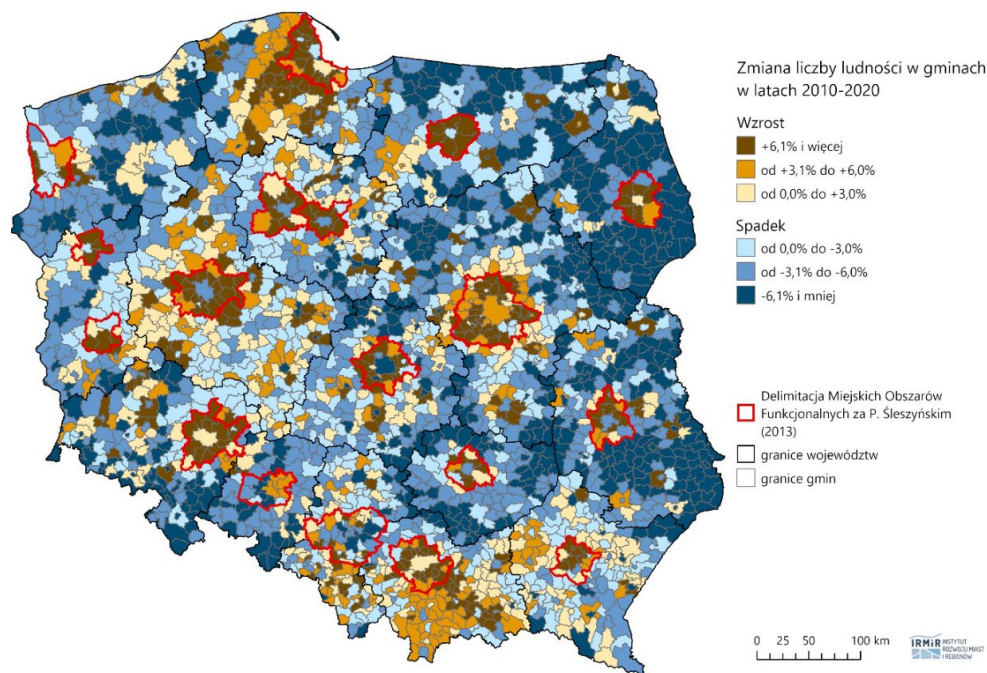 Zmiana liczby ludności w gminach
w latach 2010-2020
Wzrost
+6,1% i więcej
od +3,1% do +6,0%
od 0,0% do +3,0%
Spadek
od 0,0% do -3,0%
od -3,1% do -6,0%
-6,1% i mniej
Delimitacja Miejskich Obszarów
Funkcjonalnych za P. Śleszyńskim
(2013)
granice województw
granice gmin
0 25 50 100 km
IRMiR
INSTYTUT
ROZWOJU MIAST
I REGIONÓW